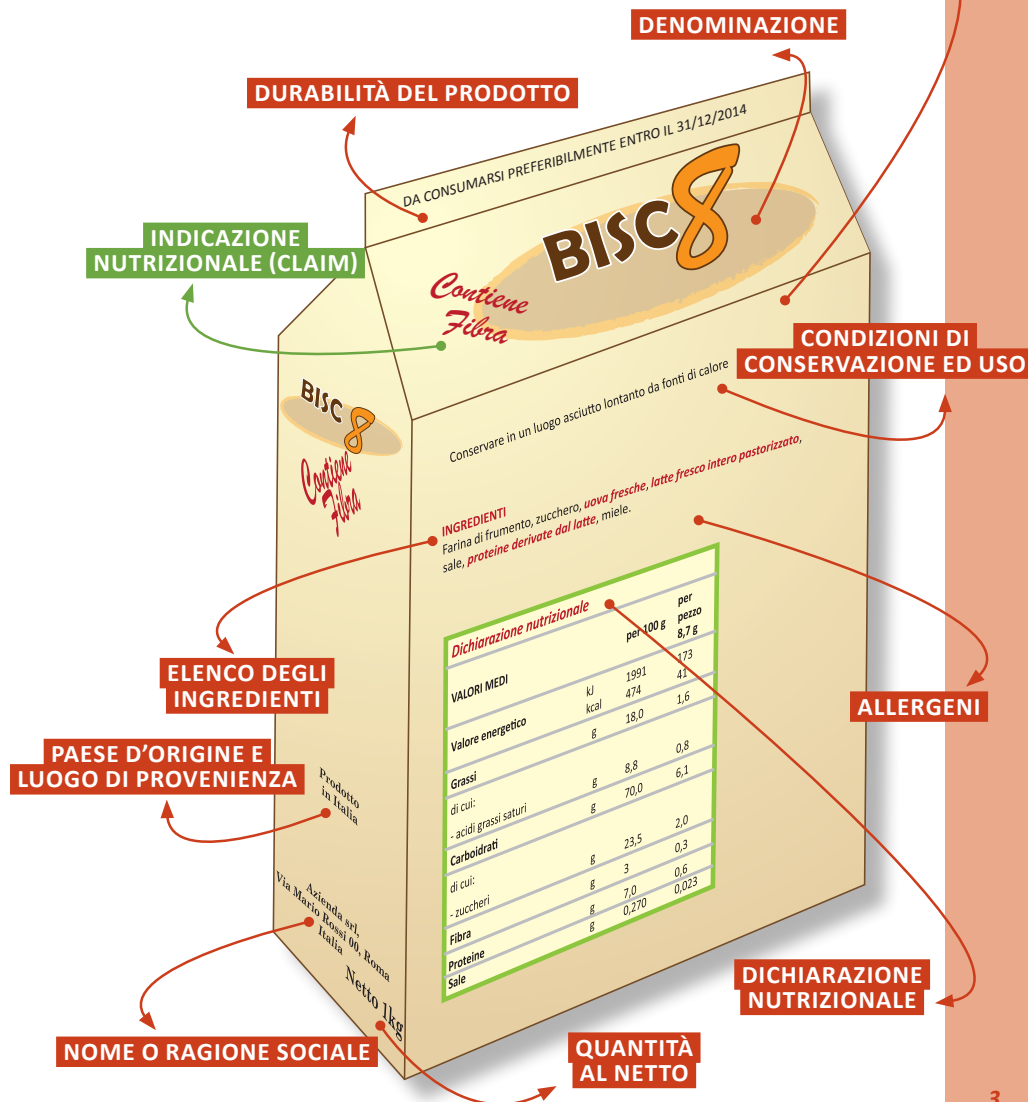 DENOMINAZIONE
DURABILITÀ DEL PRODOTTO
DA CONSUMARSI PREFERIBILMENTE ENTRO IL 31/12/2014
INDICAZIONE
NUTRIZIONALE (CLAIM)
BISC8
Contiene
Fibra
CONDIZIONI DI
CONSERVAZIONE ED USO
BISC8
Contiene
Fibra
Conservare in un luogo asciutto lontanto da fonti di calore
INGREDIENTI
Farina di frumento, zucchero, uova fresche, latte fresco intero pastorizzato,
sale, proteine derivate dal latte, miele.
Dichiarazione nutrizionale
VALORI MEDI per 100 g per pezzo 8,7 g
Valore energetico kJ 1991 173
kcal 474 41
Grassi g 18,0 1,6
di cui:
- acidi grassi saturi g 8,8 0,8
Carboidrati g 70,0 6,1
di cui:
- zuccheri g 23,5 2,0
Fibra g 3 0,3
Proteine g 7,0 0,6
Sale g 0,270 0,023
ELENCO DEGLI
INGREDIENTI
ALLERGENI
PAESE D'ORIGINE E
LUOGO DI PROVENIENZA
Prodotto
in Italia
Azienda srl,
Via Mario Rossi 00, Roma
Italia
Netto 1kg
DICHIARAZIONE
NUTRIZIONALE
NOME O RAGIONE SOCIALE
QUANTITÀ
AL NETTO
3